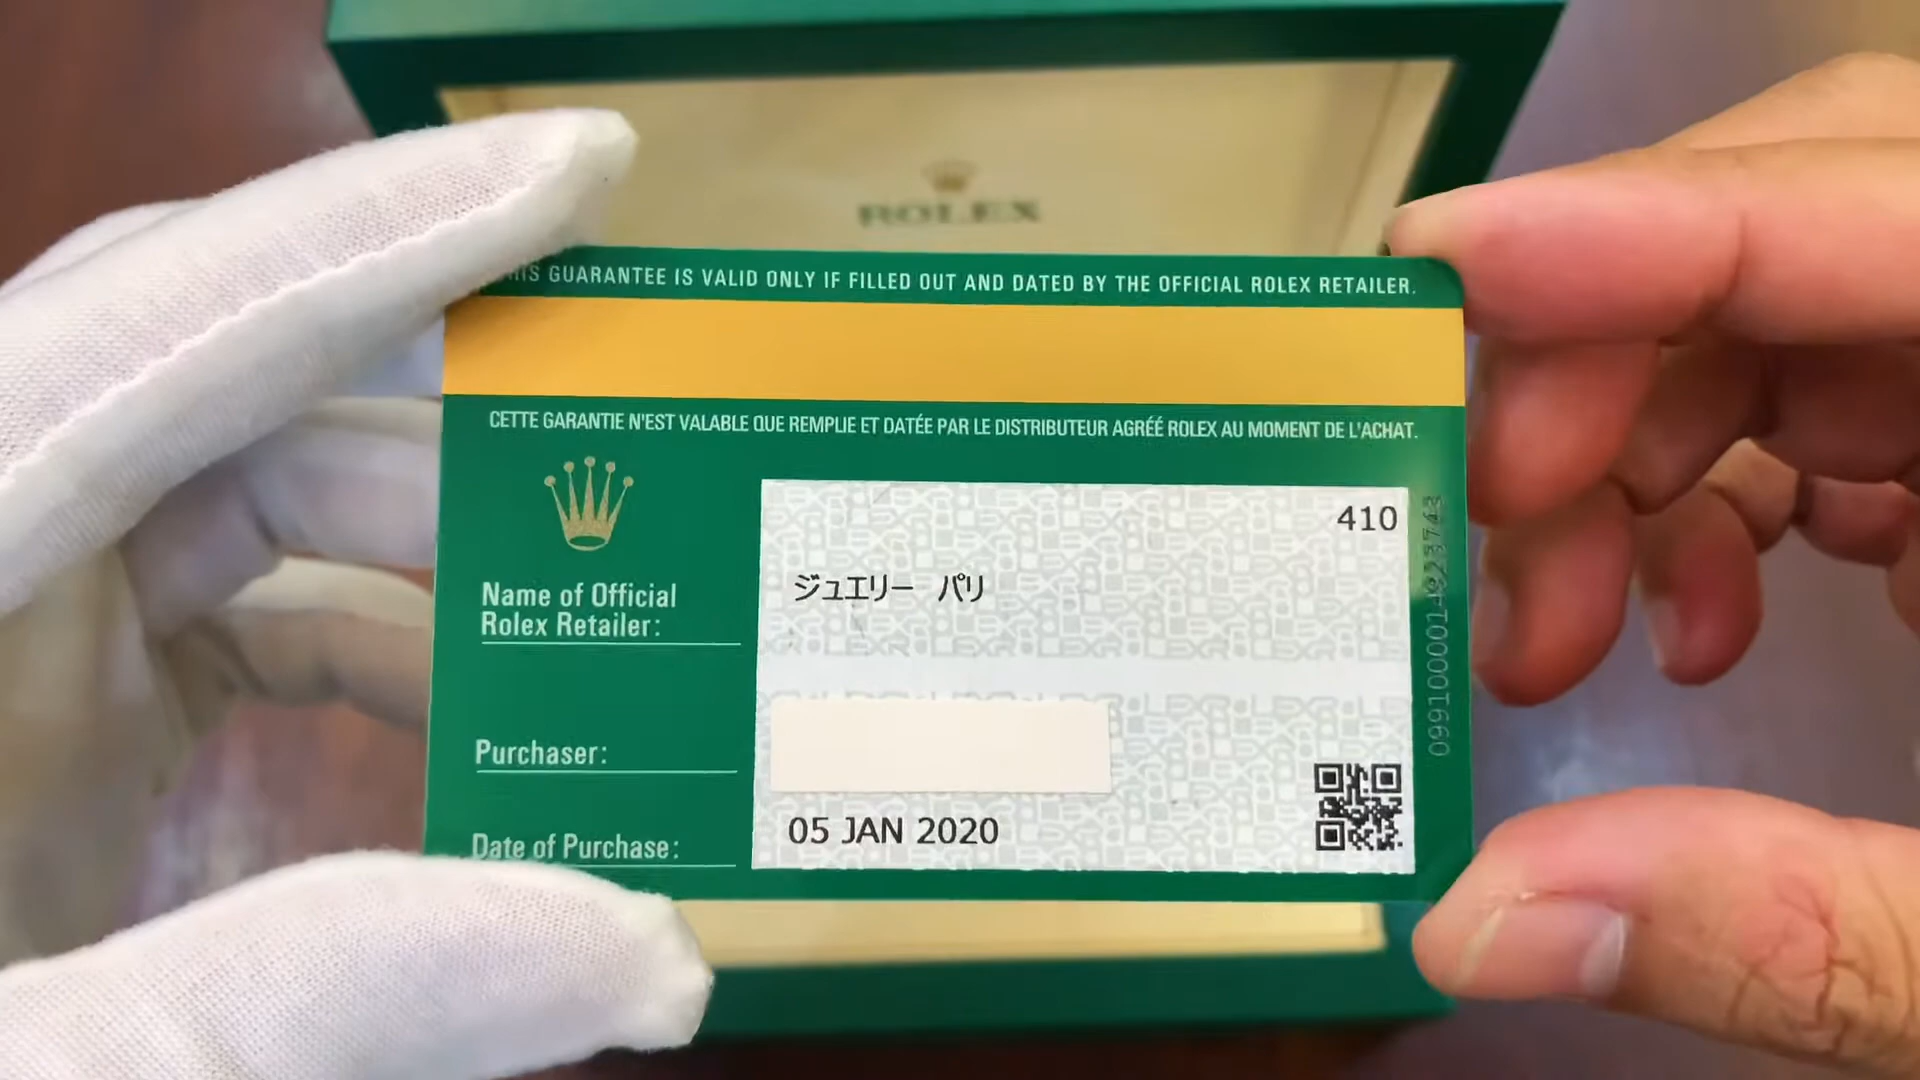 ROLEX
GUARANTEE IS VALID ONLY IF FILLED OUT AND DATED BY THE OFFICIAL ROLEX RETAILER.
CETTE GARANTIE N'EST VALABLE QUE REMPLIE ET DATÉE PAR LE DISTRIBUTEUR AGRÉÉ ROLEX AU MOMENT DE L'ACHAT.
410
Name of Official
Rolex Retailer:
ジュエリー パリ
Purchaser:
Date of Purchase:
05 JAN 2020